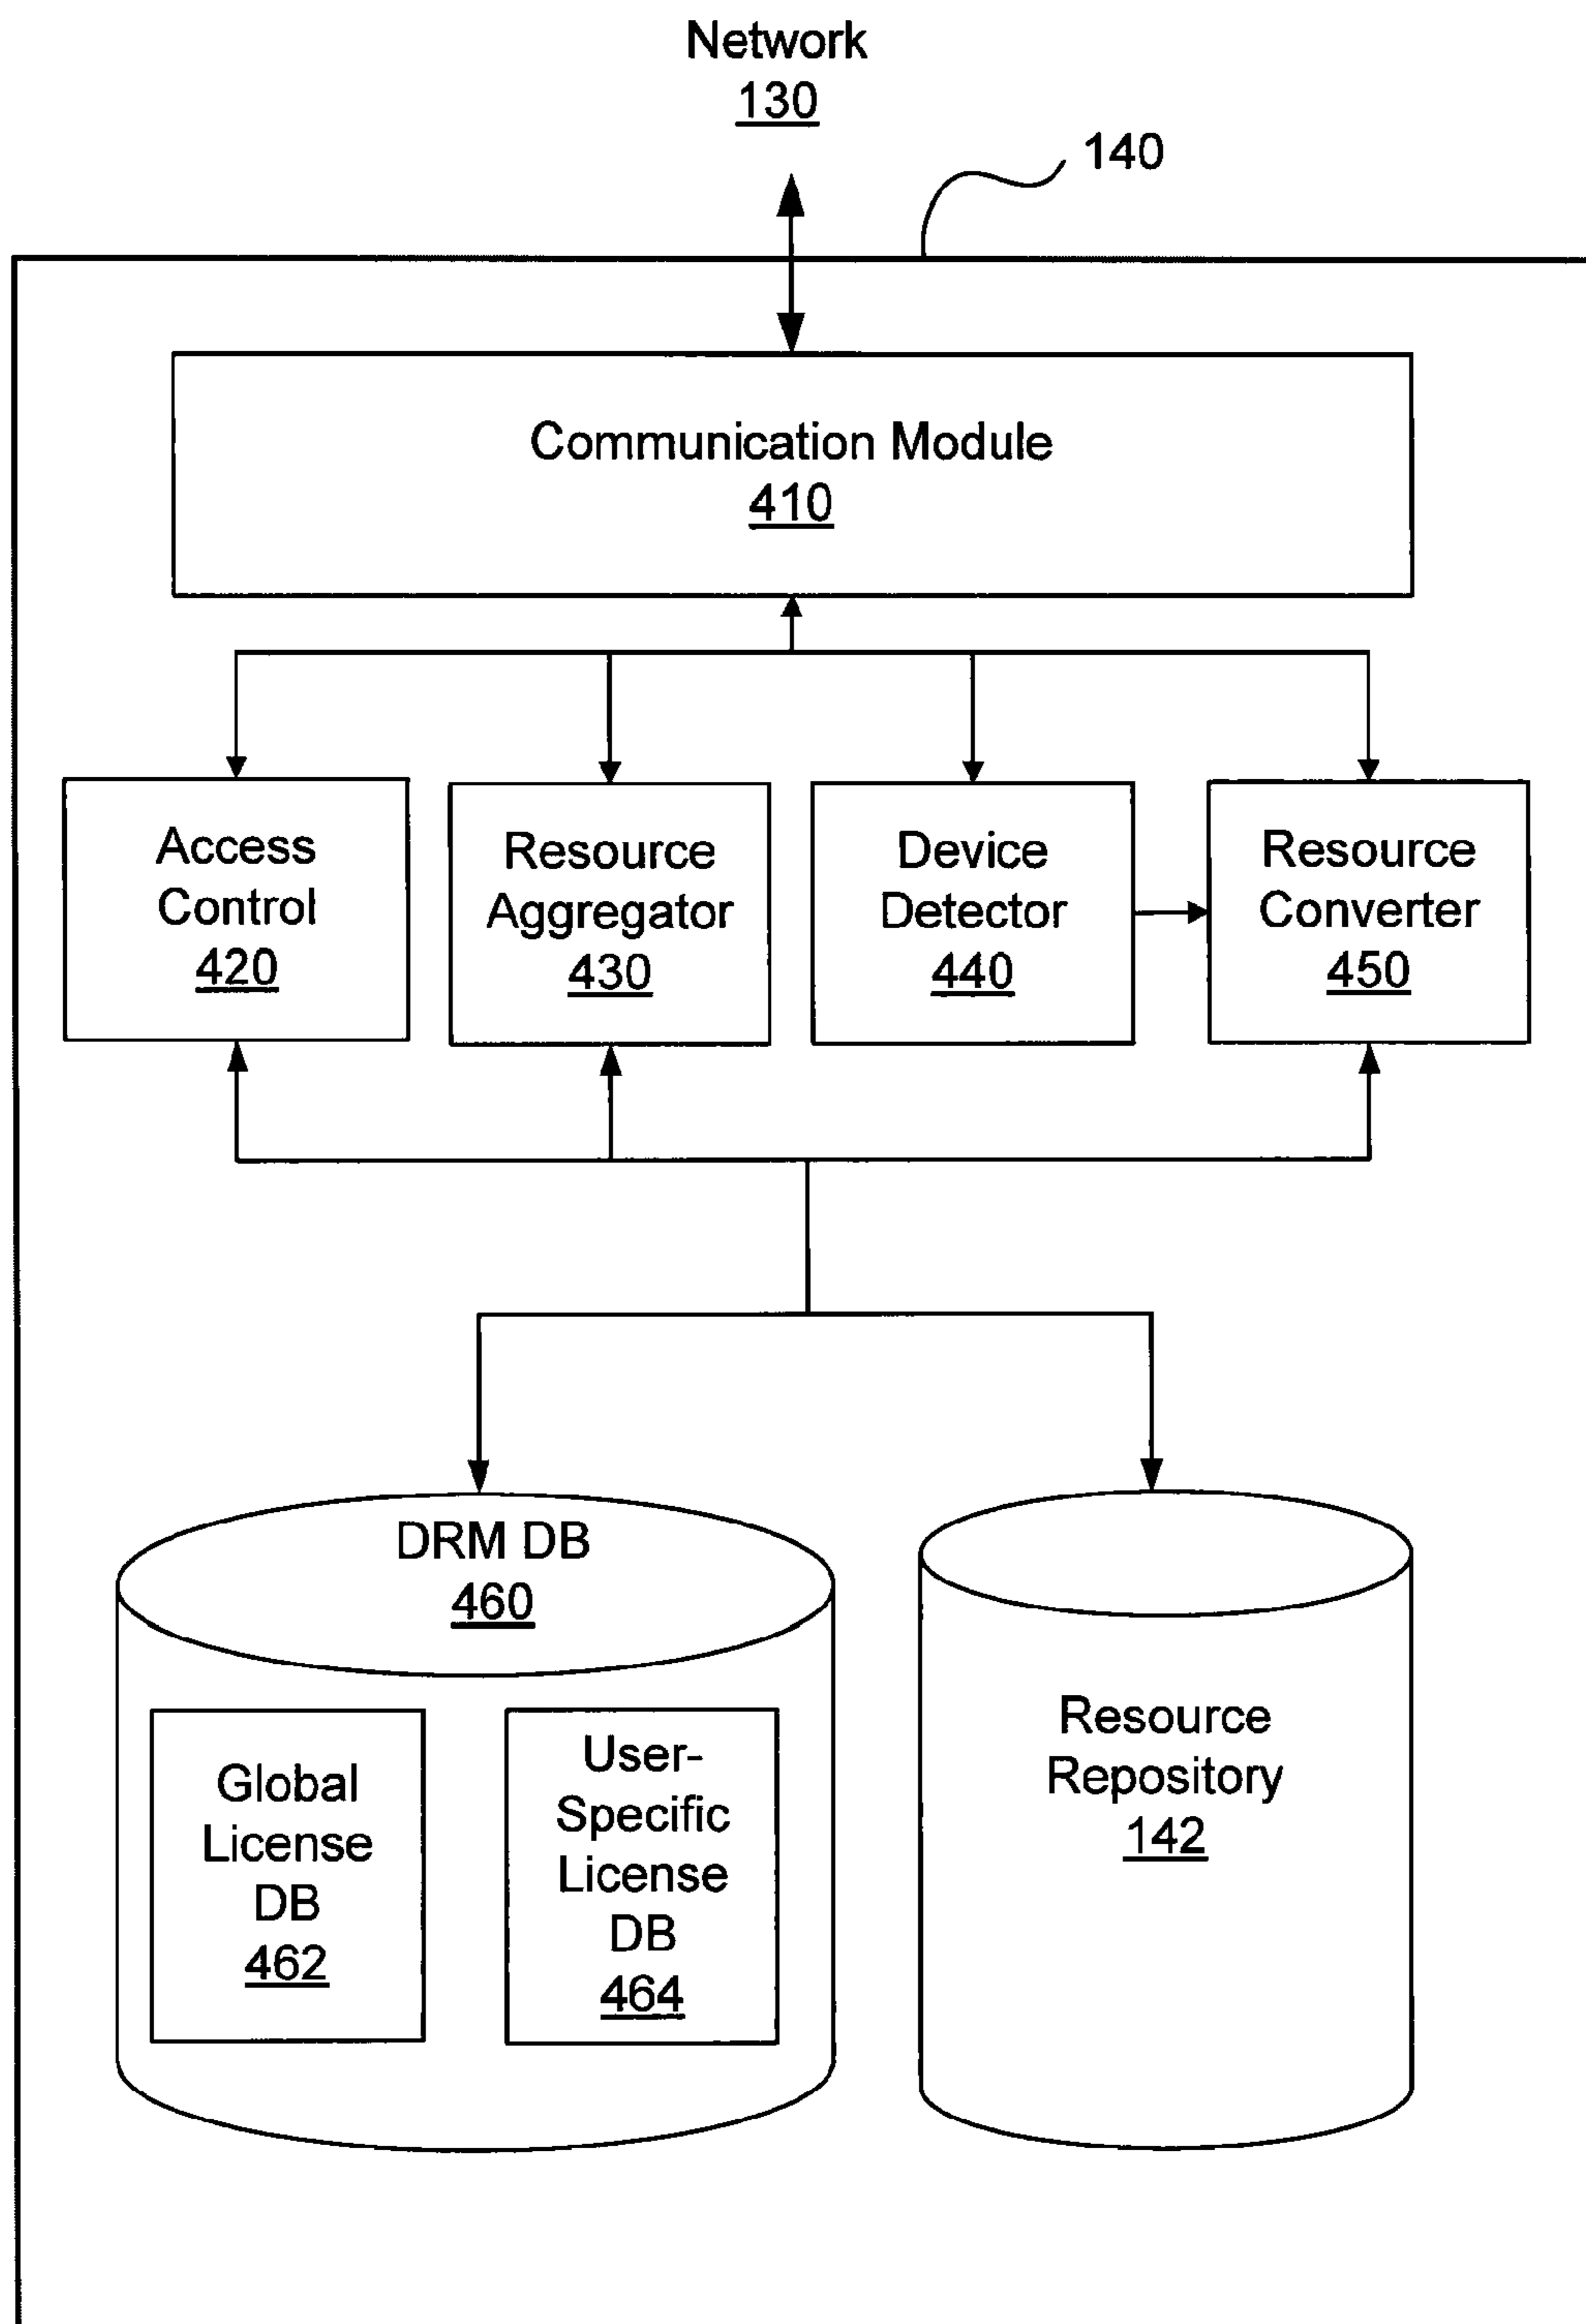 Network
130
140
Communication Module
410
Access
Control
420
Resource
Aggregator
430
Device
Detector
440
Resource
Converter
450
DRM DB
460
Global
License
DB
462
User-
Specific
License
DB
464
Resource
Repository
142